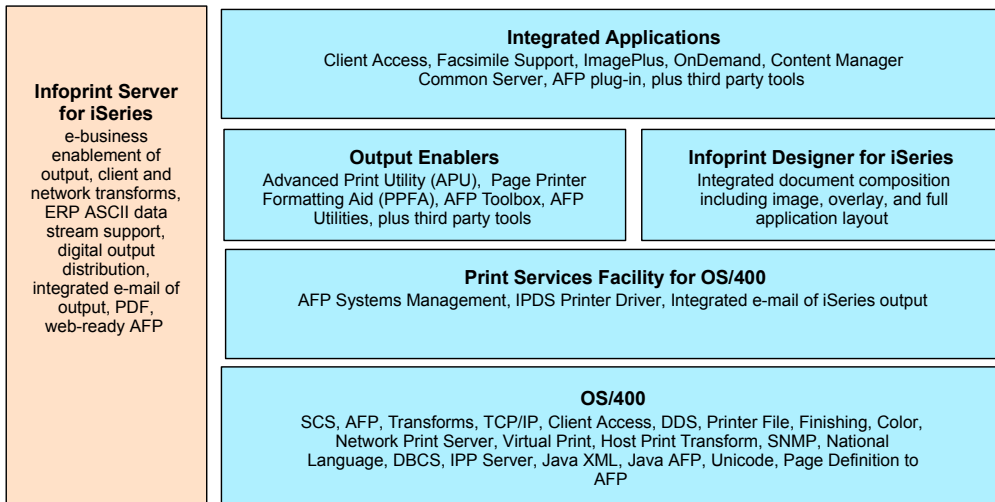 Infoprint Server
for iSeries
e-business
enablement of
output, client and
network transforms,
ERP ASCII data
stream support,
digital output
distribution,
integrated e-mail of
output, PDF,
web-ready AFP
Integrated Applications
Client Access, Facsimile Support, ImagePlus, OnDemand, Content Manager
Common Server, AFP plug-in, plus third party tools
Output Enablers
Advanced Print Utility (APU), Page Printer
Formatting Aid (PPFA), AFP Toolbox, AFP
Utilities, plus third party tools
Infoprint Designer for iSeries
Integrated document composition
including image, overlay, and full
application layout
Print Services Facility for OS/400
AFP Systems Management, IPDS Printer Driver, Integrated e-mail of iSeries output
OS/400
SCS, AFP, Transforms, TCP/IP, Client Access, DDS, Printer File, Finishing, Color,
Network Print Server, Virtual Print, Host Print Transform, SNMP, National
Language, DBCS, IPP Server, Java XML, Java AFP, Unicode, Page Definition to
AFP